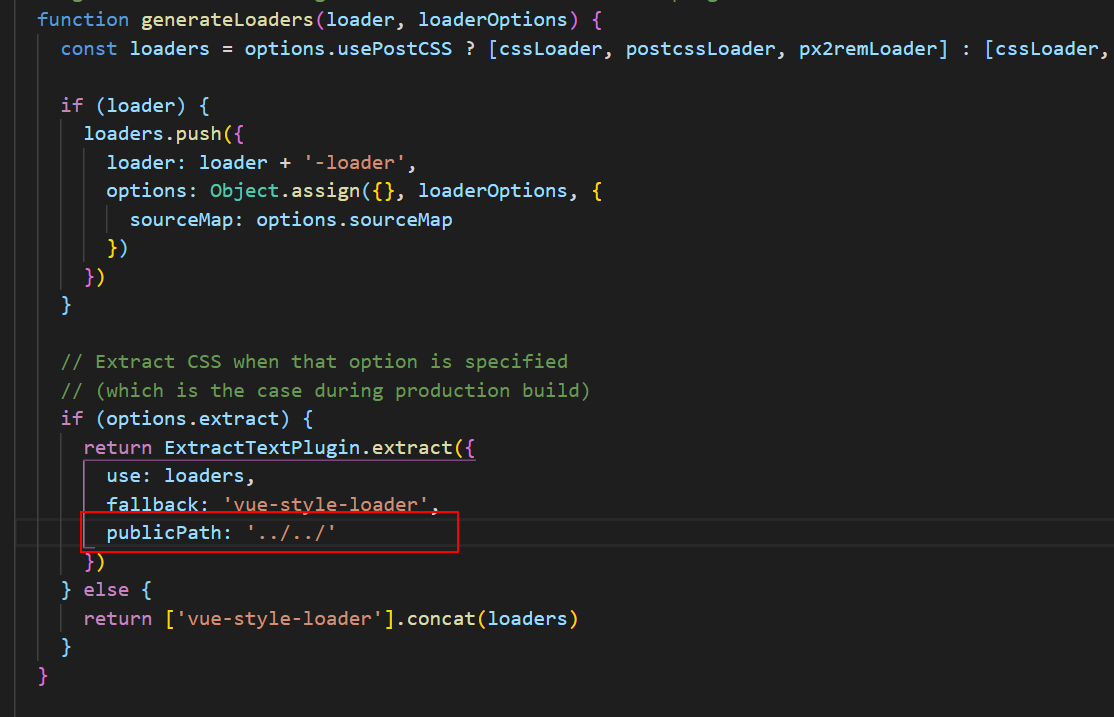 function generateLoaders(loader, loaderOptions) {
const loaders = options.usePostCSS ? [cssLoader, postcssLoader, px2remLoader] : [cssLoader,
if (loader) {
loaders.push({
loader: loader + '-loader',
options: Object.assign({}, loaderOptions, {
sourceMap: options.sourceMap
})
})
}
// Extract CSS when that option is specified
// (which is the case during production build)
if (options.extract) {
return ExtractTextPlugin.extract({
use: loaders,
fallback: 'vue-style-loader',
publicPath: '../../'
})
} else {
return ['vue-style-loader'].concat(loaders)
}
}